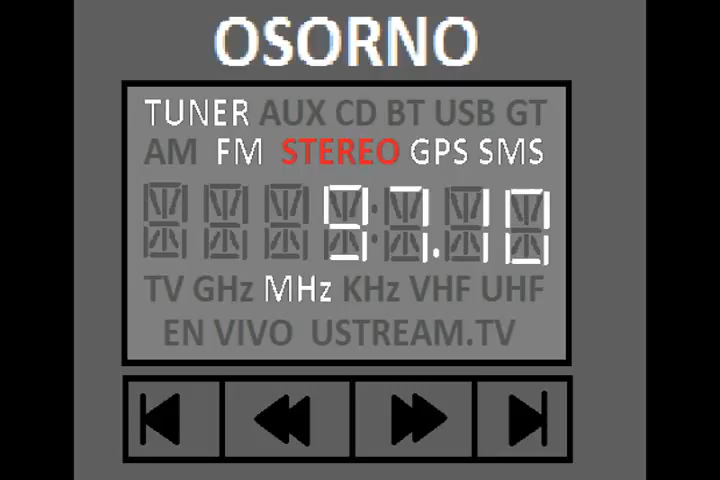 OSORNO
TUNER AUX CD BT USB GT
AM FM STEREO GPS SMS
97.10
TV GHz MHz KHz VHF UHF
EN VIVO USTREAM.TV